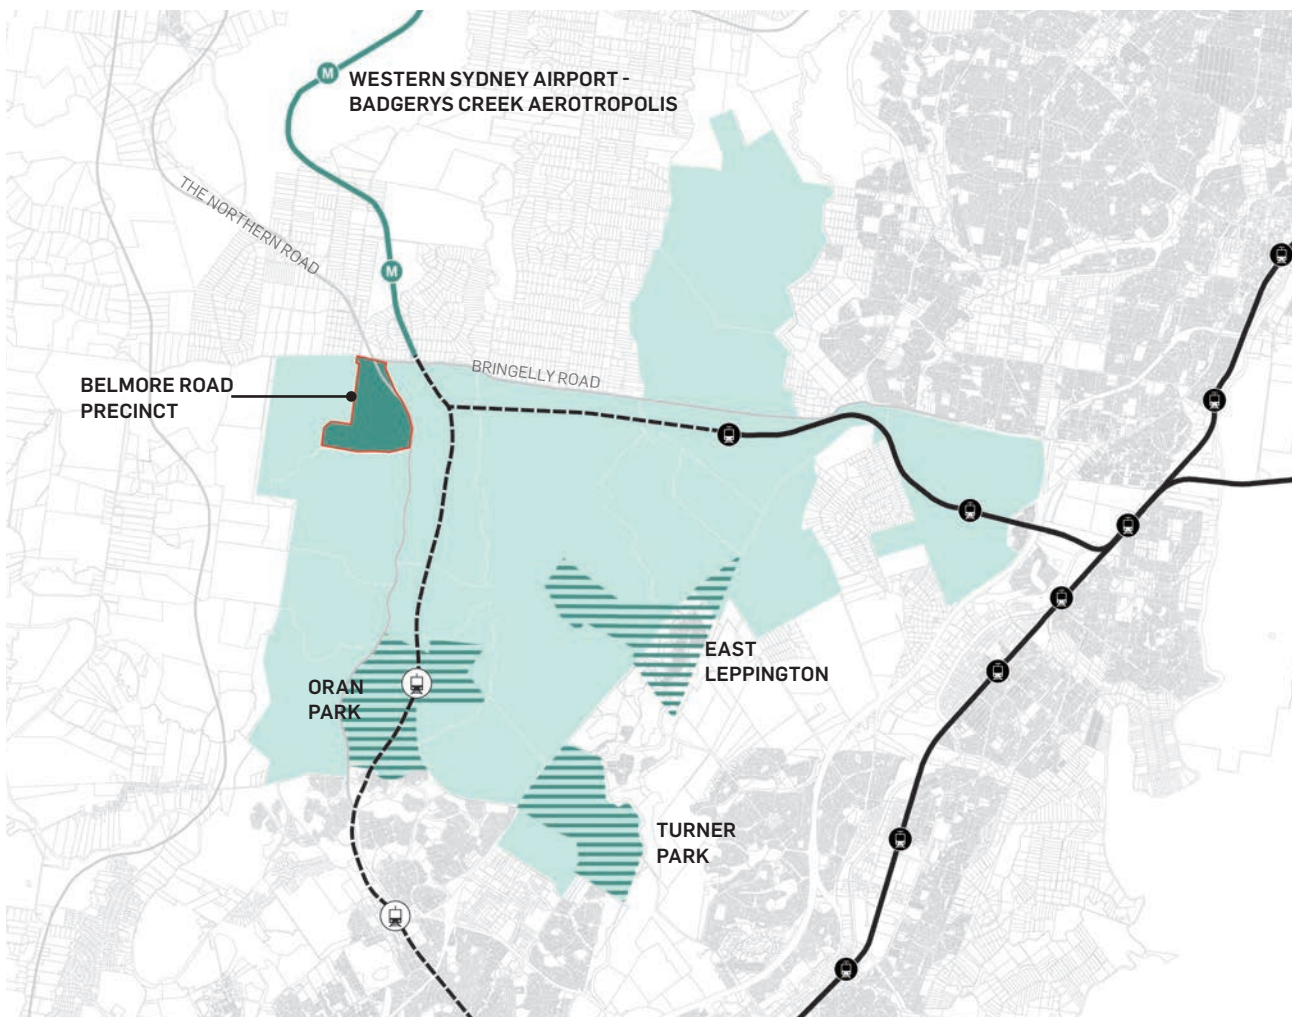 M
WESTERN SYDNEY AIRPORT -
BADGERYS CREEK AEROTROPOLIS
THE NORTHERN ROAD
M
BRINGELLY ROAD
BELMORE ROAD
PRECINCT
EAST
LEPPINGTON
ORAN
PARK
TURNER
PARK